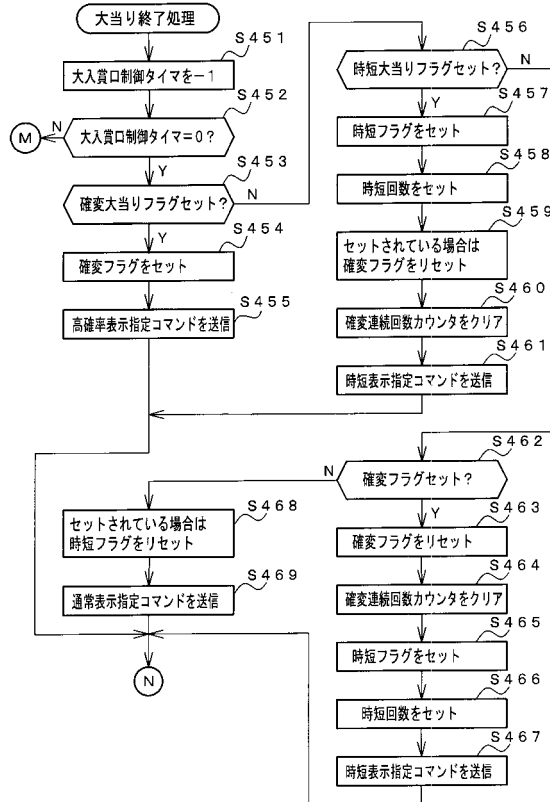 大当り終了処理
S451
大入賞口制御タイマを－1
S452
大入賞口制御タイマ＝0？
N
M
Y
S453
確変大当りフラグセット？
N
Y
S454
確変フラグをセット
S455
高確率表示指定コマンドを送信
S456
時短大当りフラグセット？
N
Y
S457
時短フラグをセット
S458
時短回数をセット
S459
セットされている場合は
確変フラグをリセット
S460
確変連続回数カウンタをクリア
S461
時短表示指定コマンドを送信
S462
確変フラグセット？
N
Y
S463
確変フラグをリセット
S464
確変連続回数カウンタをクリア
S465
時短フラグをセット
S466
時短回数をセット
S467
時短表示指定コマンドを送信
S468
セットされている場合は
時短フラグをリセット
S469
通常表示指定コマンドを送信
N